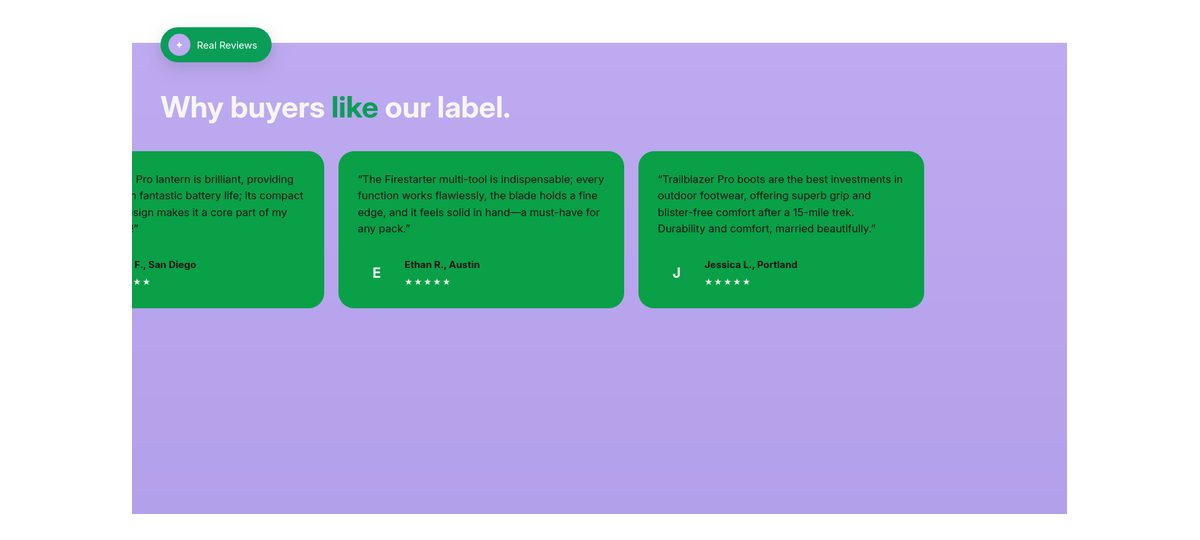 Real Reviews
Why buyers like our label.
Pro lantern is brilliant, providing
fantastic battery life; its compact
makes it a core part of my
F., San Diego
★★
“The Firestarter multi-tool is indispensable; every
function works flawlessly, the blade holds a fine
edge, and it feels solid in hand—a must-have for
any pack.”
E
Ethan R., Austin
★★★★★
“Trailblazer Pro boots are the best investments in
outdoor footwear, offering superb grip and
blister-free comfort after a 15-mile trek.
Durability and comfort, married beautifully.”
J
Jessica L., Portland
★★★★★